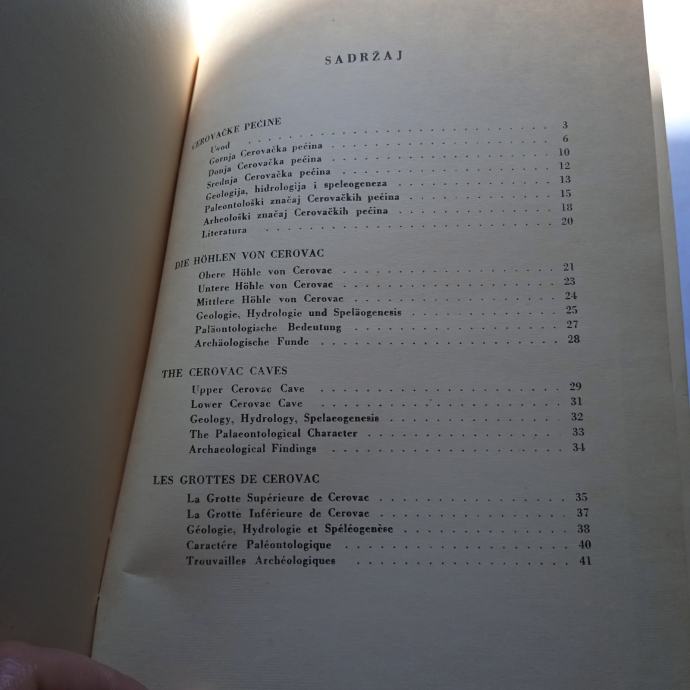 SADRŽAJ
CEROVAČKE PEĆINE
Uvod . . . . . . . . . . . . . . . . . . . . 3
Gornja Cerovačka pećina . . . . . . . . . . . . . . . 6
Donja Cerovačka pećina . . . . . . . . . . . . . . . 10
Srednja Cerovačka pećina . . . . . . . . . . . . . . . 12
Geologija, hidrologija i speleogeneza . . . . . . . . . . . 13
Paleontološki značaj Cerovačkih pećina . . . . . . . . . . 15
Arheološki značaj Cerovačkih pećina . . . . . . . . . . . 18
Literatura . . . . . . . . . . . . . . . . . . . . 20
DIE HÖHLEN VON CEROVAC
Obere Höhle von Cerovac . . . . . . . . . . . . . . . 21
Untere Höhle von Cerovac . . . . . . . . . . . . . . . 23
Mittlere Höhle von Cerovac . . . . . . . . . . . . . . 24
Geologie, Hydrologie und Speläogenesis . . . . . . . . . . 25
Paläontologische Bedeutung . . . . . . . . . . . . . . 27
Archäologische Funde . . . . . . . . . . . . . . . . 28
THE CEROVAC CAVES
Upper Cerovac Cave . . . . . . . . . . . . . . . . . 29
Lower Cerovac Cave . . . . . . . . . . . . . . . . . 31
Geology, Hydrology, Spelaeogenesis . . . . . . . . . . . . 32
The Palaeontological Character . . . . . . . . . . . . . 33
Archaeological Findings . . . . . . . . . . . . . . . 34
LES GROTTES DE CEROVAC
La Grotte Supérieure de Cerovac . . . . . . . . . . . . . 35
La Grotte Inférieure de Cerovac . . . . . . . . . . . . . 37
Géologie, Hydrologie et Spéléogenèse . . . . . . . . . . . 38
Caractére Paléontologique . . . . . . . . . . . . . . . 40
Trouvailles Archéologiques . . . . . . . . . . . . . . 41